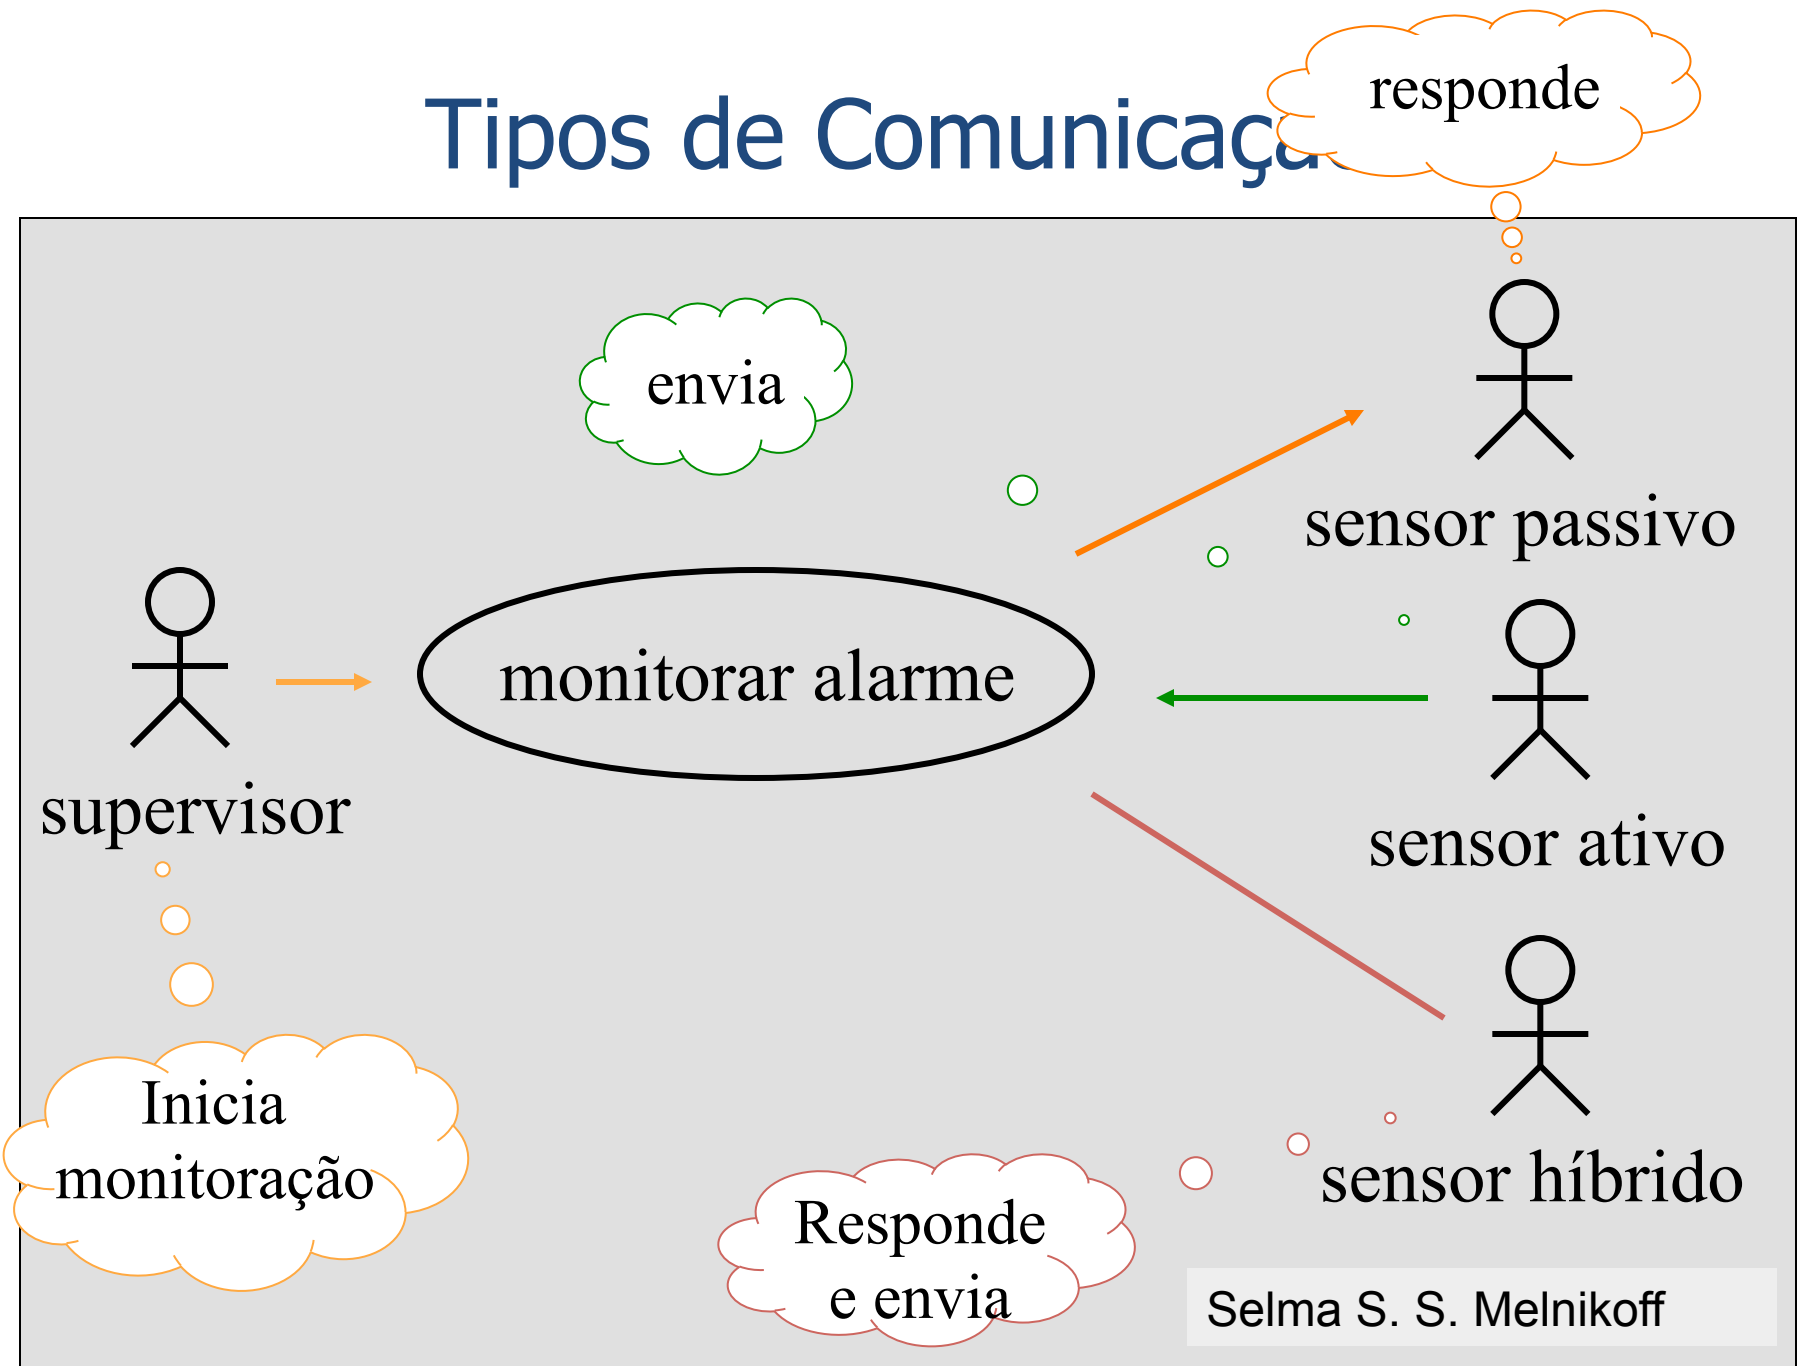 responde
Tipos de Comunicaçã
envia
sensor passivo
monitorar alarme
supervisor
sensor ativo
Inicia
monitoração
sensor híbrido
Responde
e envia
Selma S. S. Melnikoff